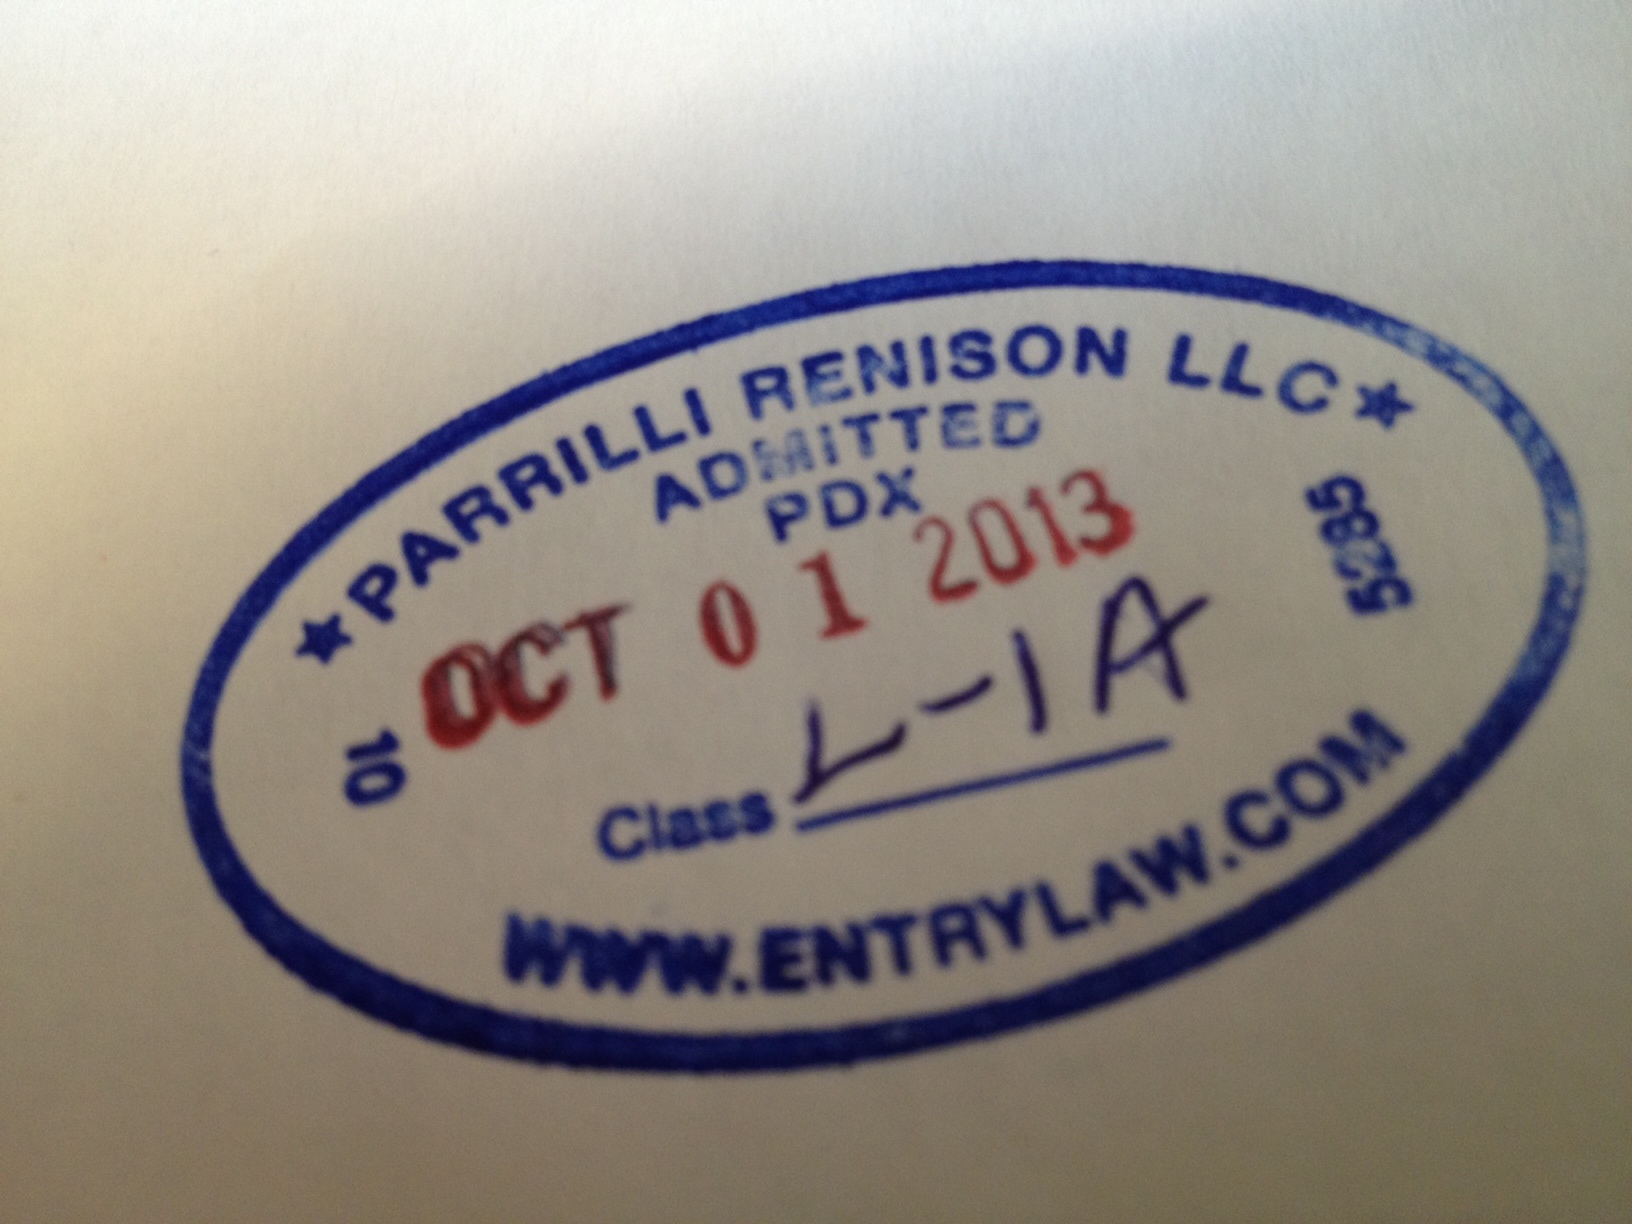 ★ PARRILLI RENISON LLC ★
ADMITTED
PDX
OCT 01 2013
10
5285
Class L-1A
WWW.ENTRYLAW.COM